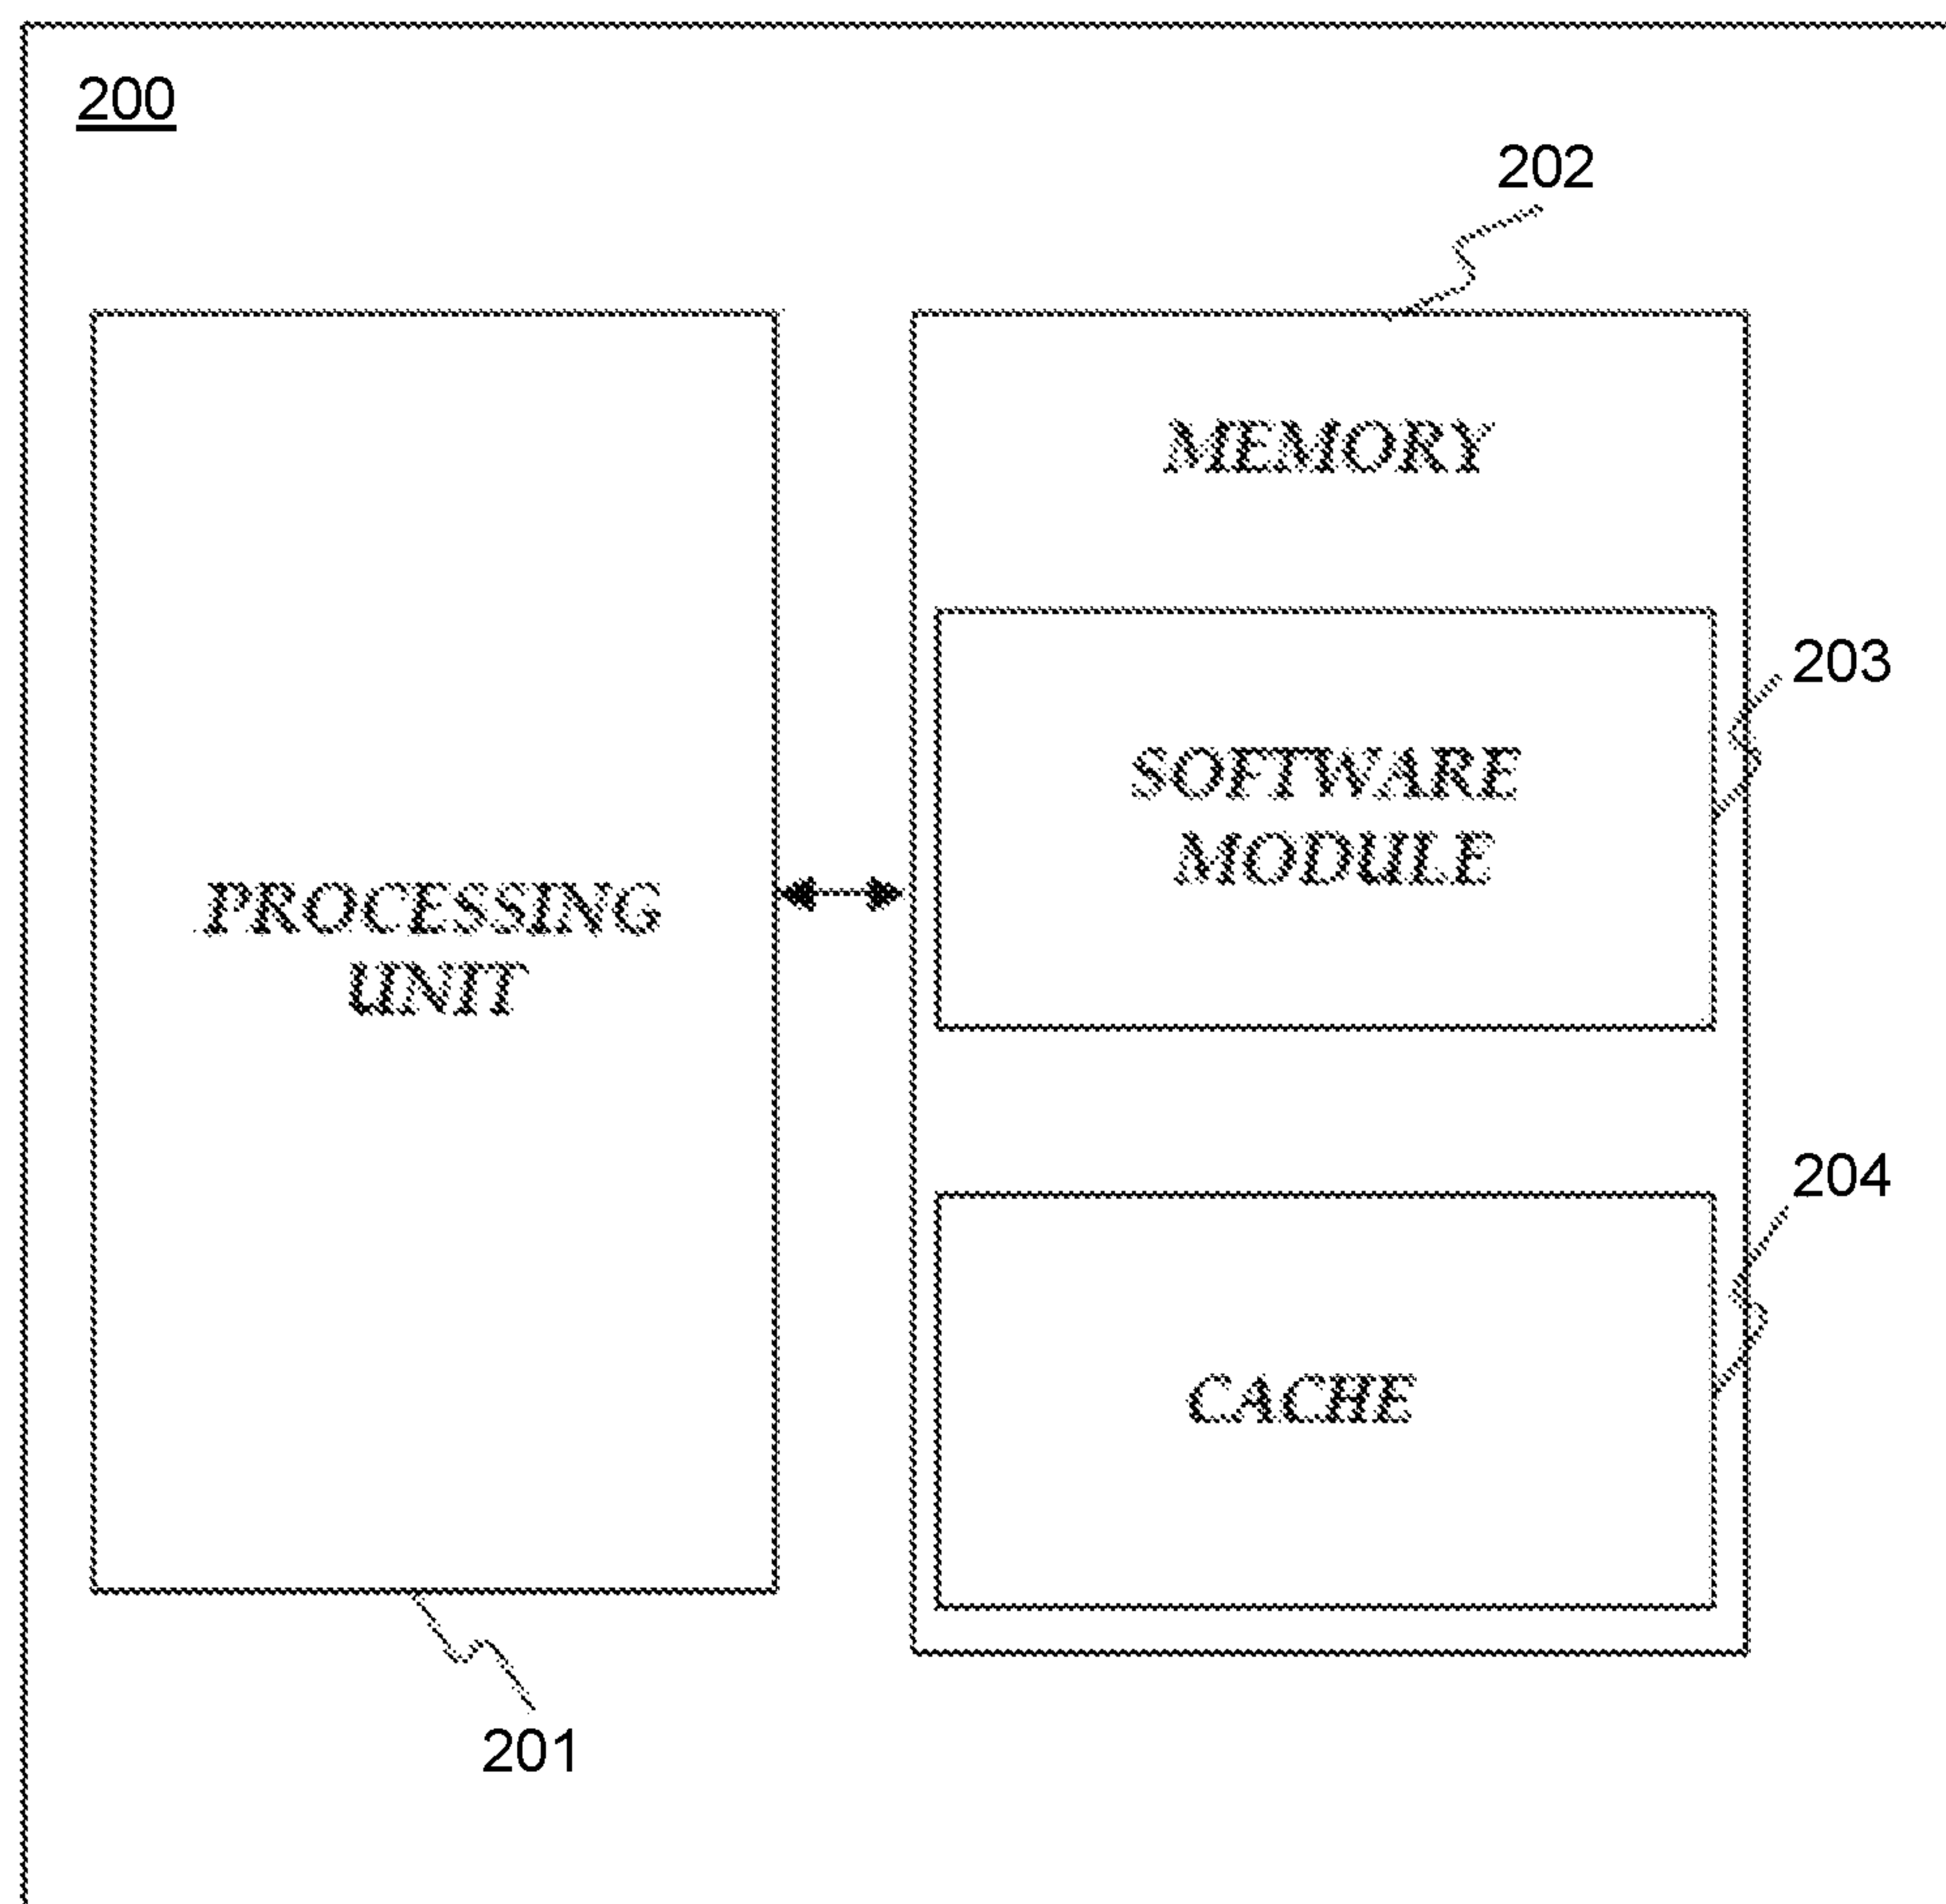 200
202
MEMORY
203
SOFTWARE
MODULE
PROCESSING
UNIT
204
CACHE
201